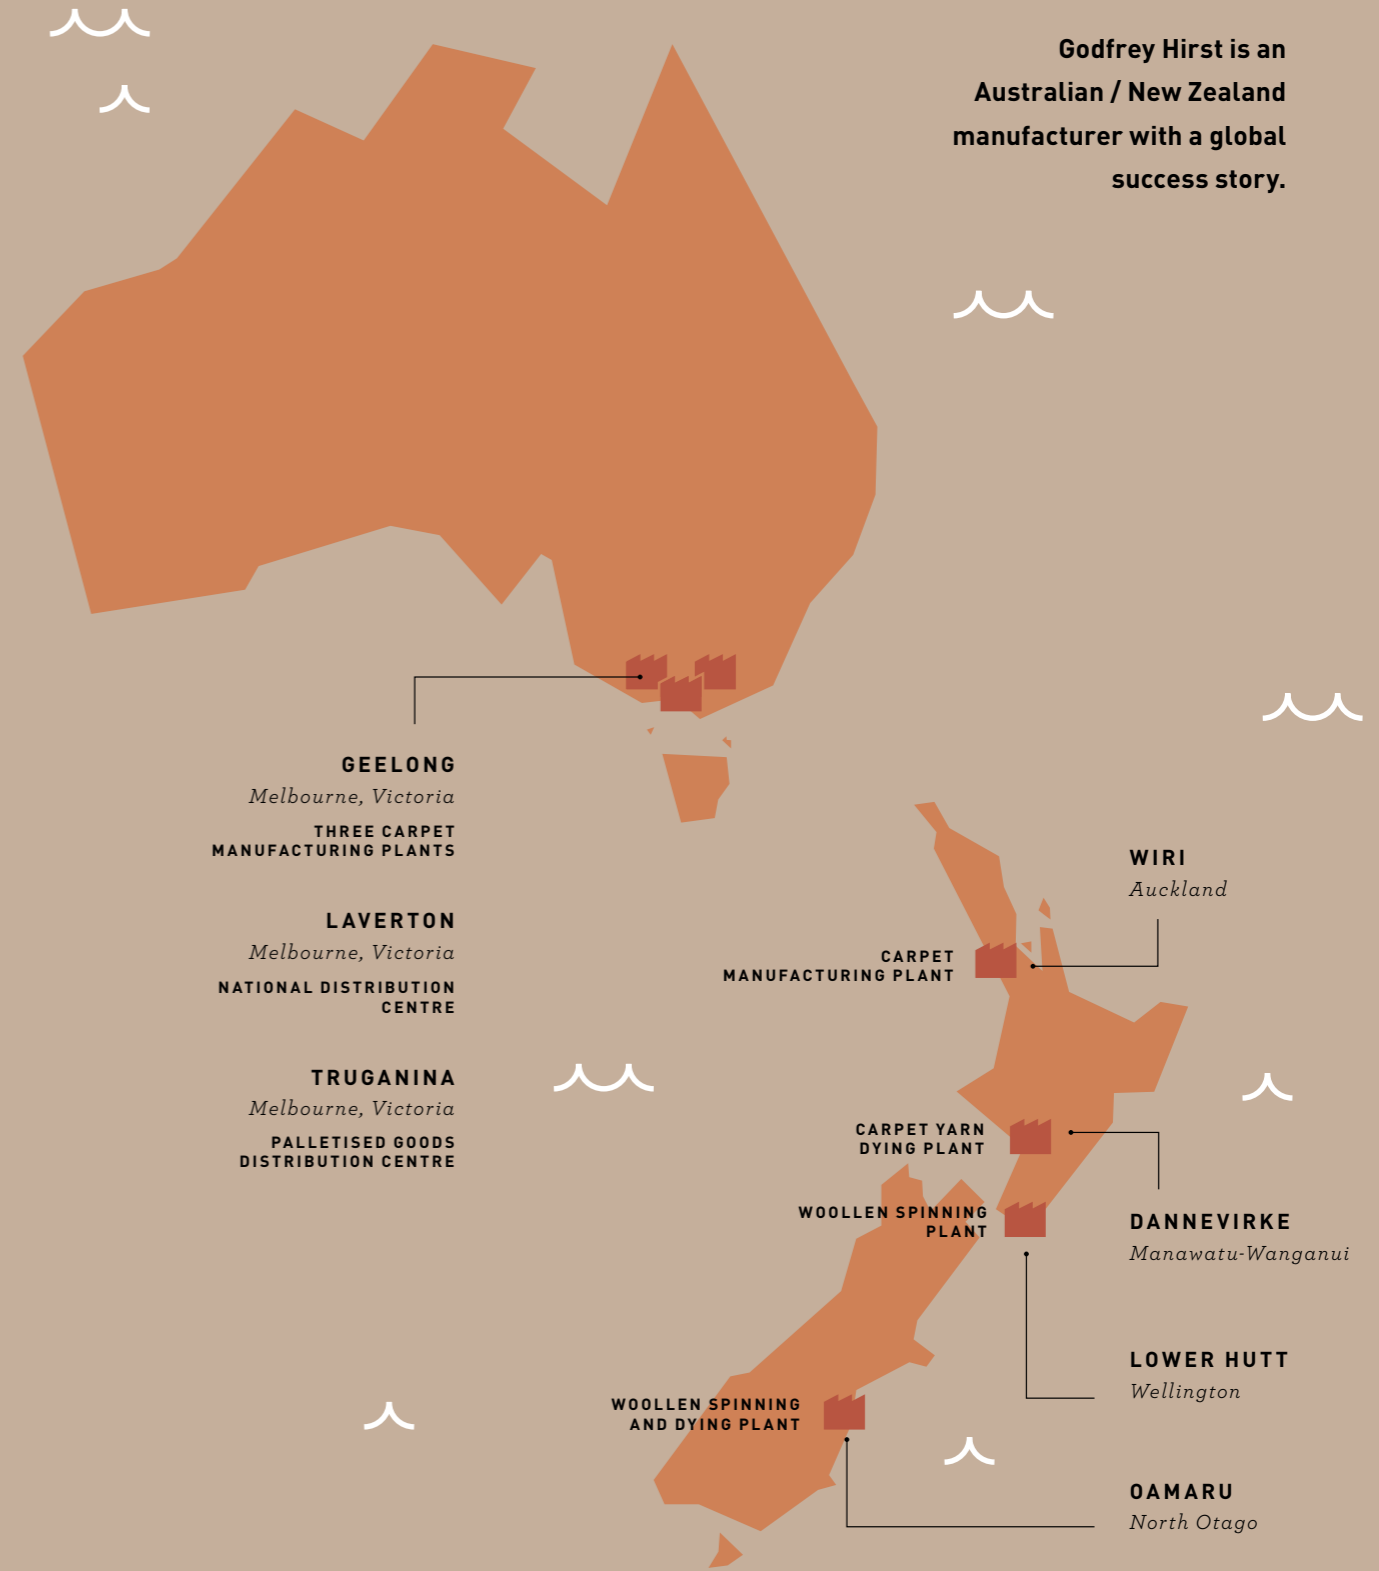 Godfrey Hirst is an
Australian / New Zealand
manufacturer with a global
success story.
GEELONG
Melbourne, Victoria
THREE CARPET
MANUFACTURING PLANTS
LAVERTON
Melbourne, Victoria
NATIONAL DISTRIBUTION
CENTRE
TRUGANINA
Melbourne, Victoria
PALLETISED GOODS
DISTRIBUTION CENTRE
WIRI
Auckland
CARPET
MANUFACTURING PLANT
CARPET YARN
DYING PLANT
DANNEVIRKE
Manawatu-Wanganui
WOOLLEN SPINNING
PLANT
LOWER HUTT
Wellington
WOOLLEN SPINNING
AND DYING PLANT
OAMARU
North Otago